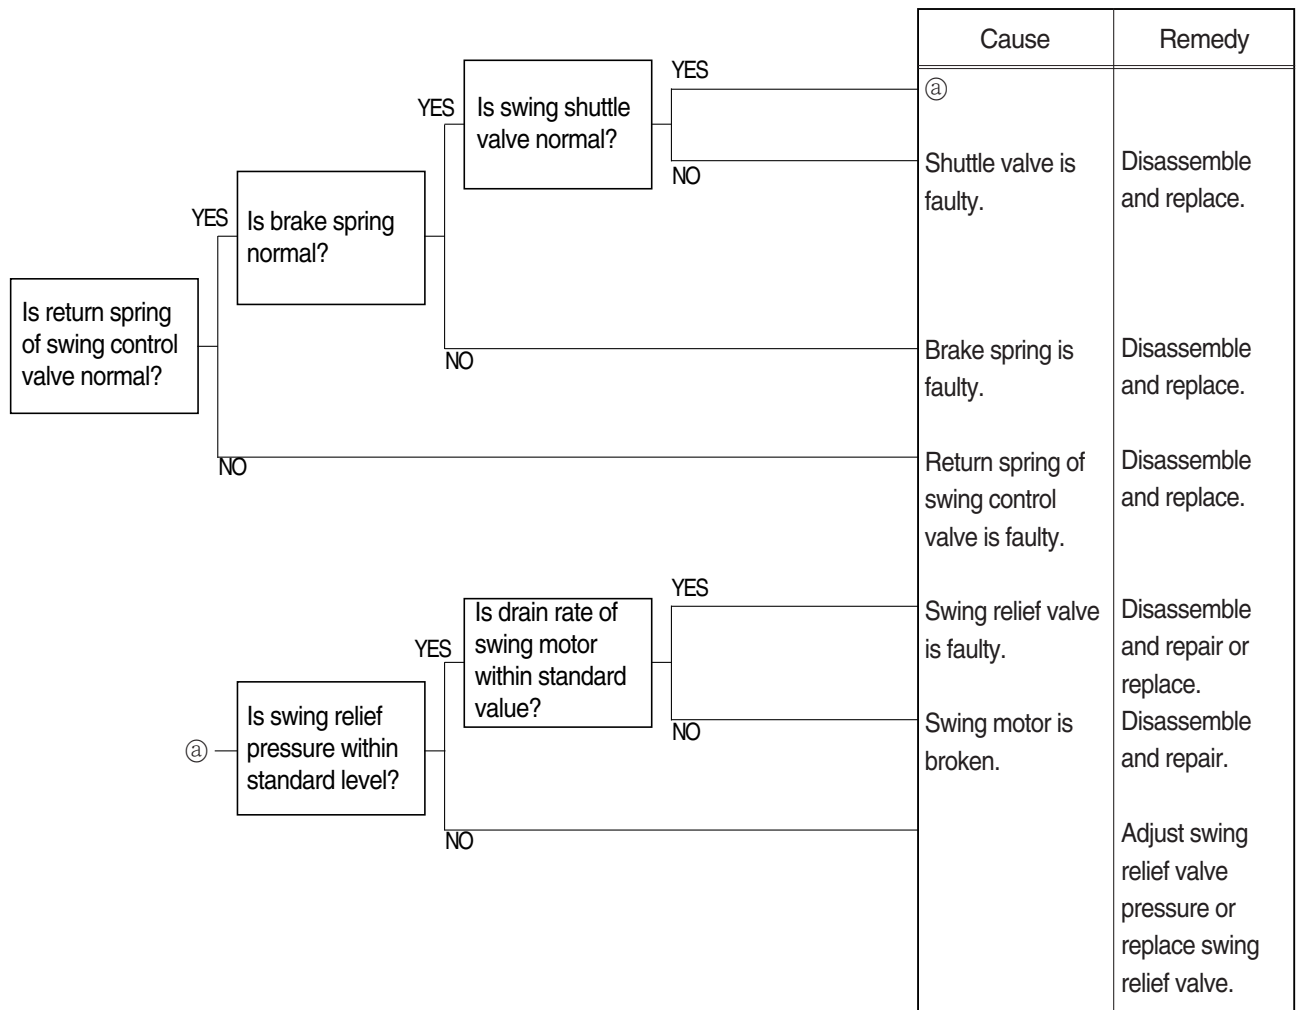 Cause
Remedy
YES
ⓐ
YES
Is swing shuttle
valve normal?
NO
Shuttle valve is
faulty.
Disassemble
and replace.
YES
Is brake spring
normal?
Is return spring
of swing control
valve normal?
NO
Brake spring is
faulty.
Disassemble
and replace.
NO
Return spring of
swing control
valve is faulty.
Disassemble
and replace.
YES
Is drain rate of
swing motor
within standard
value?
Swing relief valve
is faulty.
Disassemble
and repair or
replace.
YES
NO
Swing motor is
broken.
Disassemble
and repair.
ⓐ
Is swing relief
pressure within
standard level?
NO
Adjust swing
relief valve
pressure or
replace swing
relief valve.